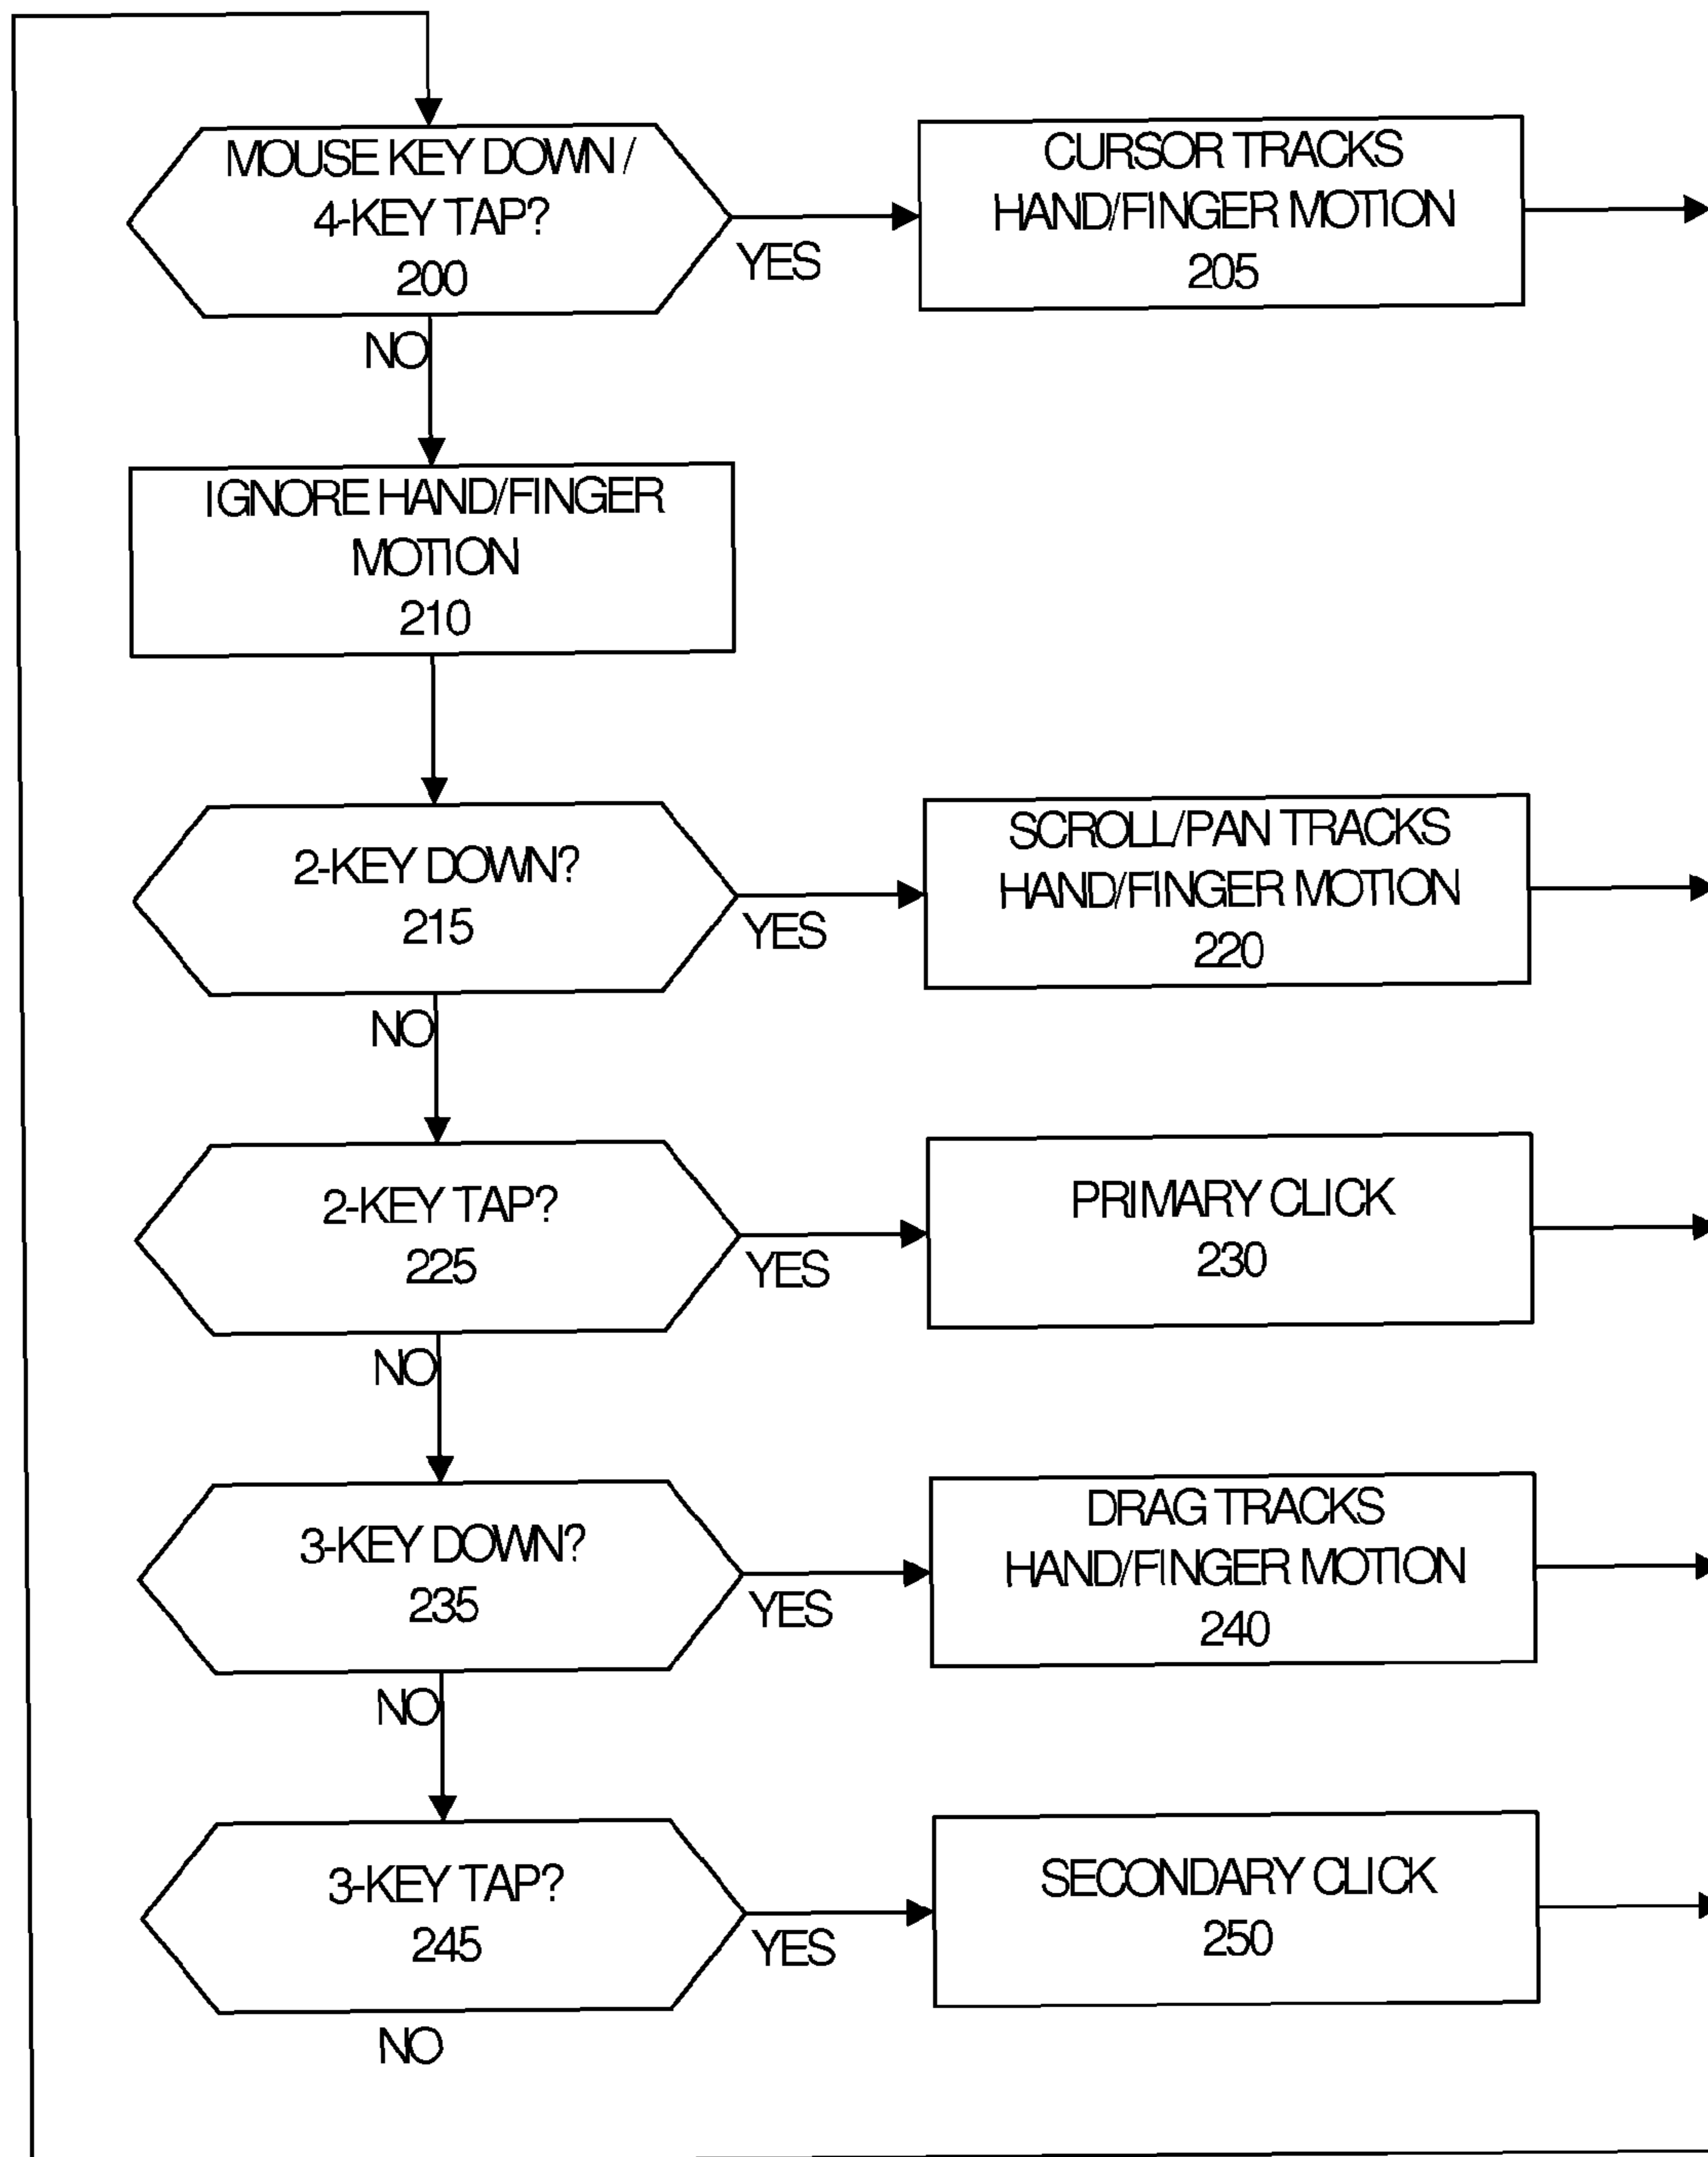 MOUSE KEY DOWN /
4-KEY TAP?
200
YES
CURSOR TRACKS
HAND/FINGER MOTION
205
NO
IGNORE HAND/FINGER
MOTION
210
2-KEY DOWN?
215
YES
SCROLL/PAN TRACKS
HAND/FINGER MOTION
220
NO
2-KEY TAP?
225
YES
PRIMARY CLICK
230
NO
3-KEY DOWN?
235
YES
DRAG TRACKS
HAND/FINGER MOTION
240
NO
3-KEY TAP?
245
YES
SECONDARY CLICK
250
NO